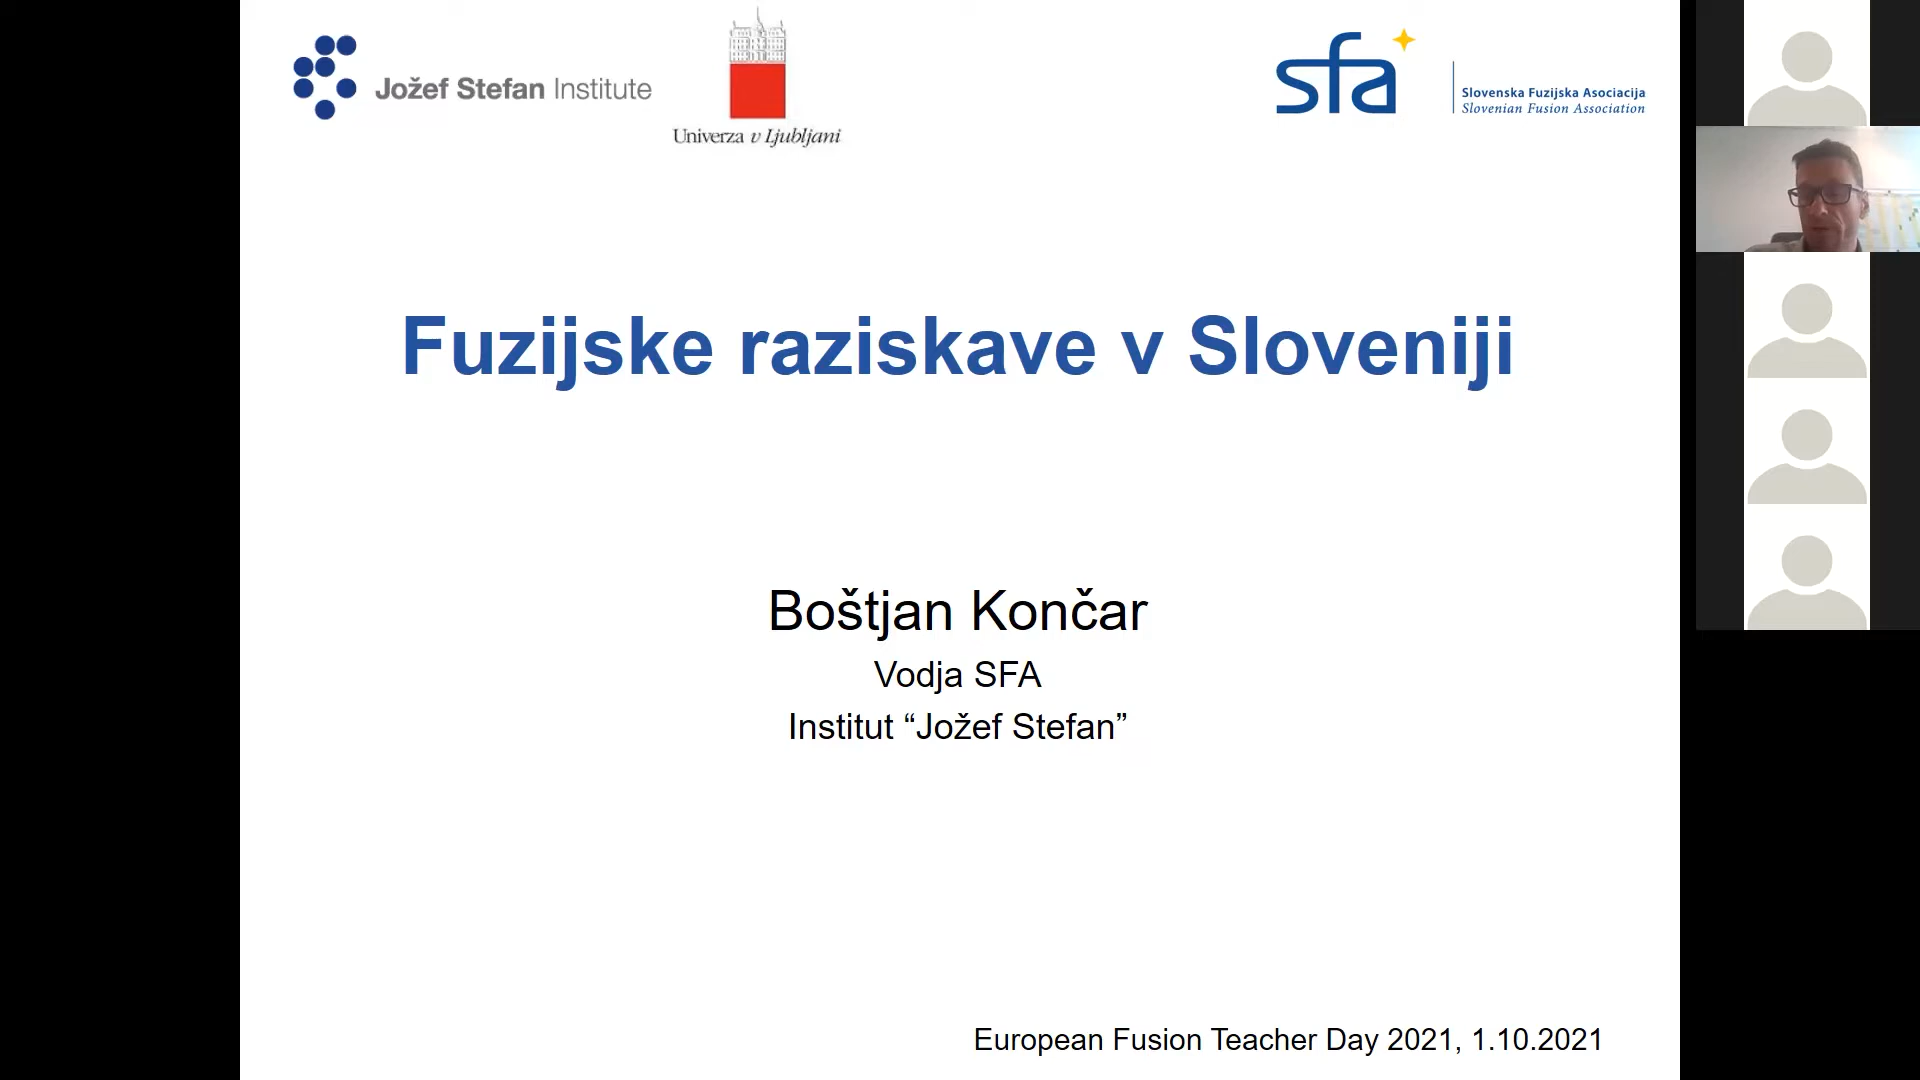 Jožef Stefan Institute
Univerza v Ljubljani
sfa
Slovenska Fuzijska Asociacija
Slovenian Fusion Association
Fuzijske raziskave v Sloveniji
Boštjan Končar
Vodja SFA
Institut “Jožef Stefan”
European Fusion Teacher Day 2021, 1.10.2021